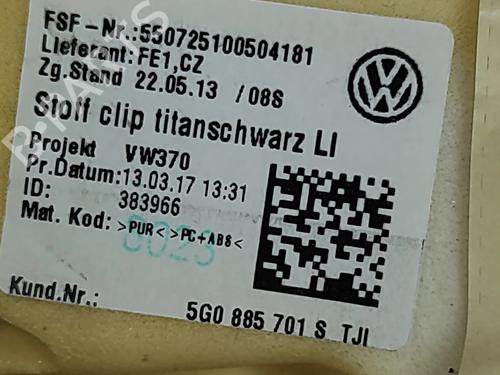 FSF-Nr.:550725100504181
Lieferant:FE1,CZ
Zg.Stand 22.05.13 /08S
Stoff clip titanschwarz LI
Projekt VW370
Pr.Datum:13.03.17 13:31
ID: 383966
Mat. Kod: >PUR< >PC+ABS<
0023
Kund.Nr.:
5G0 885 701 S TJI